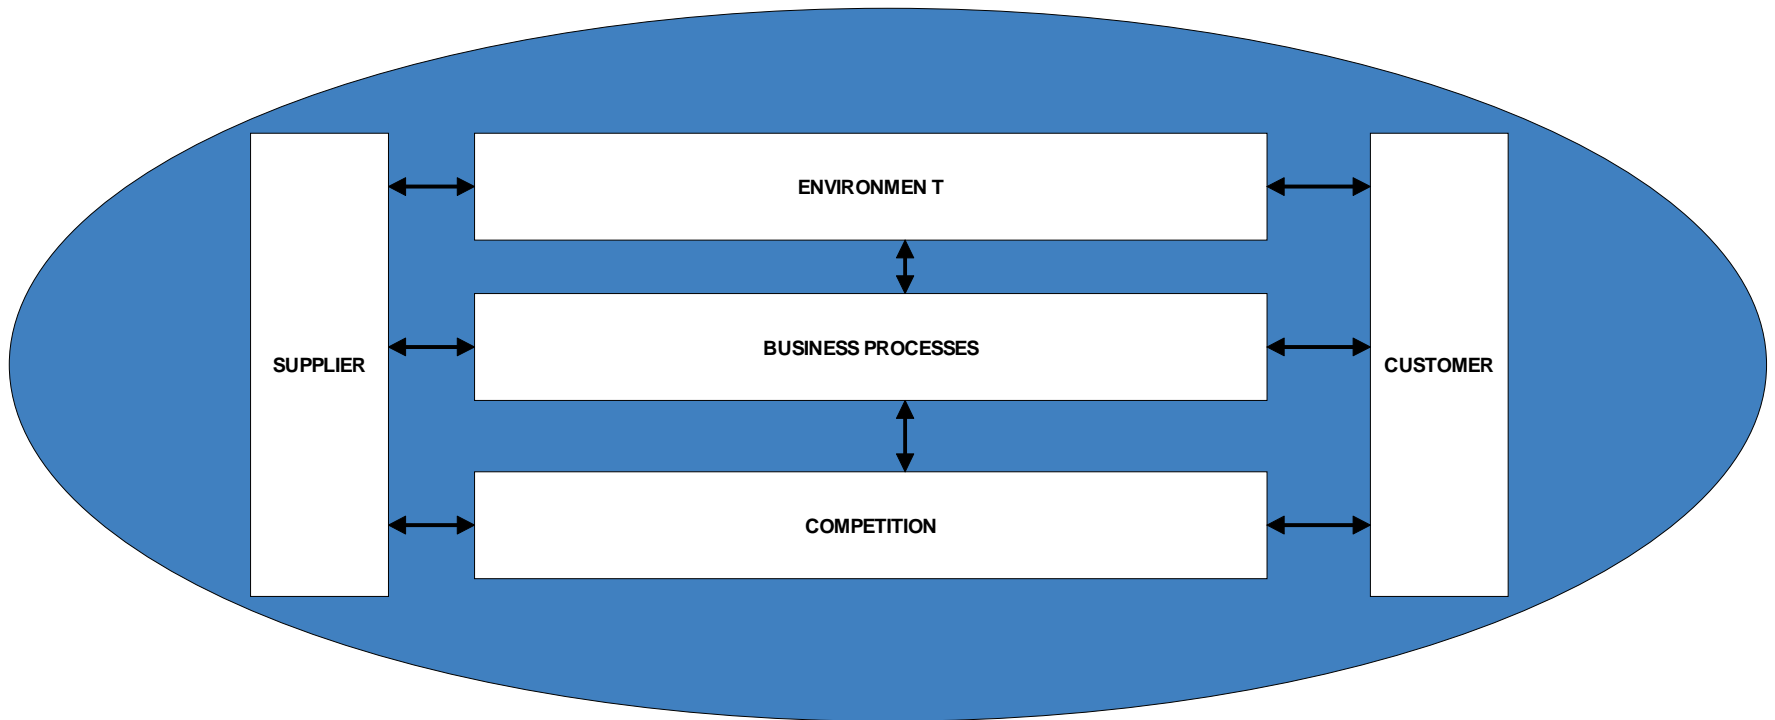 ENVIRONMEN T
BUSINESS PROCESSES
SUPPLIER
CUSTOMER
COMPETITION